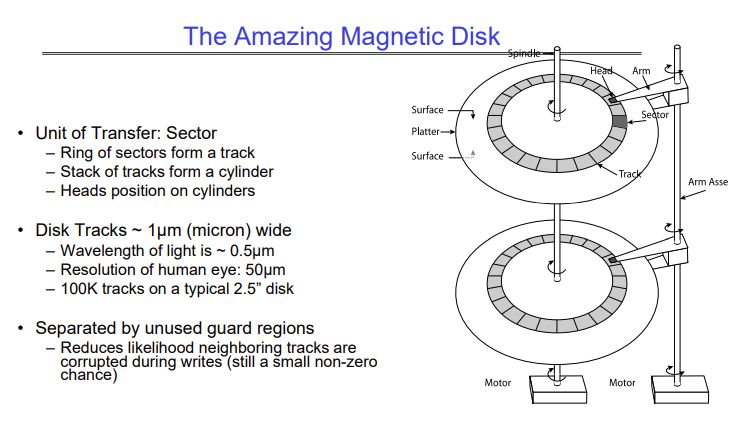 The Amazing Magnetic Disk
• Unit of Transfer: Sector
– Ring of sectors form a track
– Stack of tracks form a cylinder
– Heads position on cylinders
• Disk Tracks ~ 1µm (micron) wide
– Wavelength of light is ~ 0.5µm
– Resolution of human eye: 50µm
– 100K tracks on a typical 2.5” disk
• Separated by unused guard regions
– Reduces likelihood neighboring tracks are
corrupted during writes (still a small non-zero
chance)
Spindle
Head
Arm
Surface
Sector
Platter
Surface
Track
Arm Asse
Motor
Motor